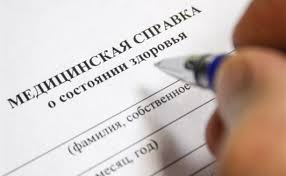 МЕДИЦИНСКАЯ СПРАВКА
о состоянии здоровья
(фамилия, собственное
месяц, год)